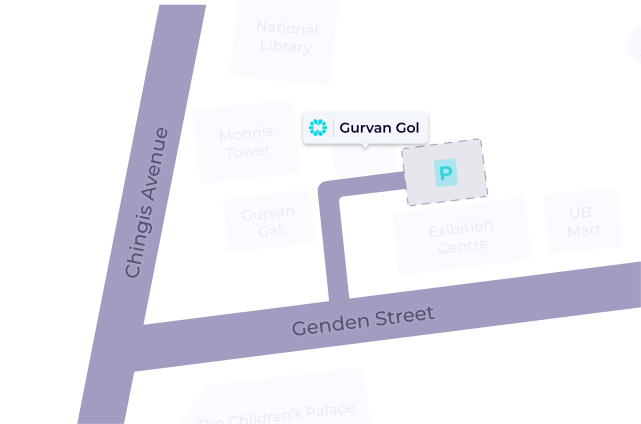 National
Library
Monnis
Tower
Gurvan Gol
P
Chingis Avenue
Gurvan
Gal
Exibition
Centre
UB
Mart
Genden Street
The Children's Palace